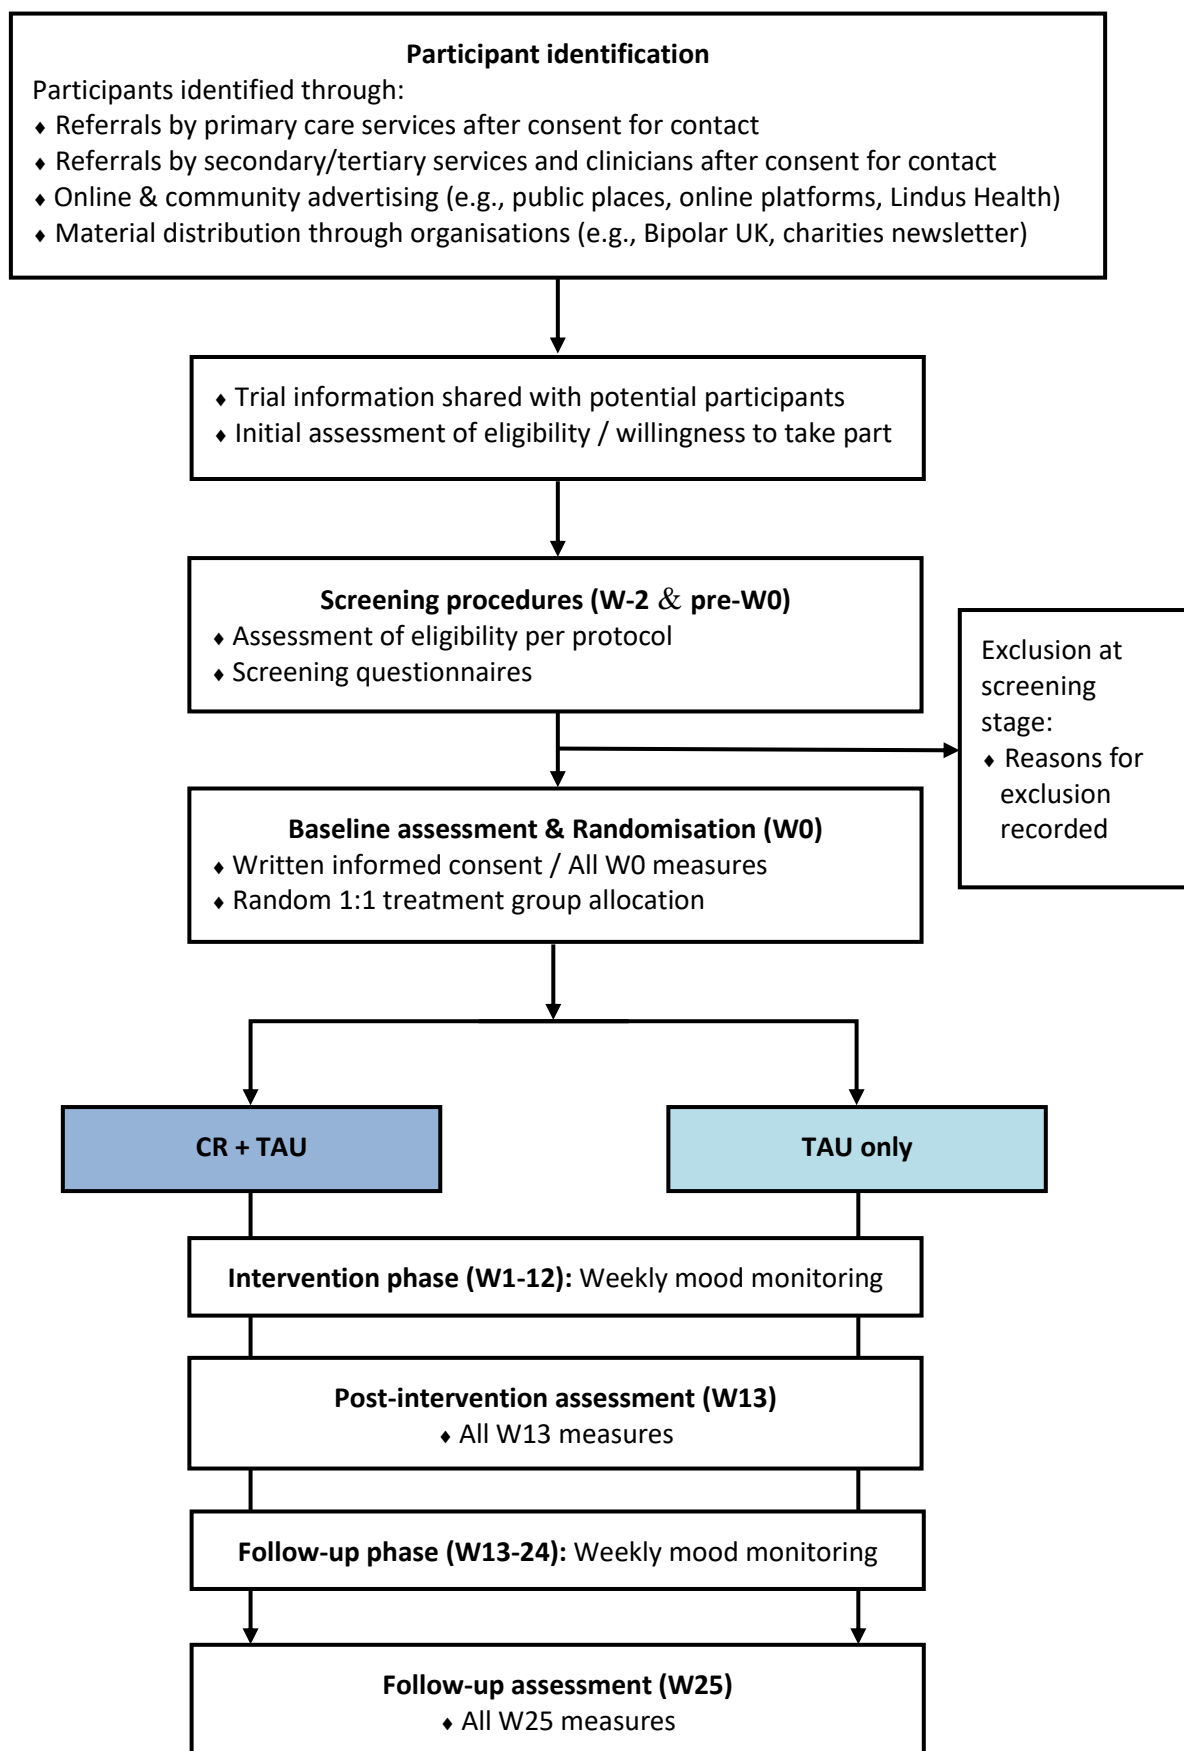 Participant identification
Participants identified through:
♦ Referrals by primary care services after consent for contact
♦ Referrals by secondary/tertiary services and clinicians after consent for contact
♦ Online & community advertising (e.g., public places, online platforms, Lindus Health)
♦ Material distribution through organisations (e.g., Bipolar UK, charities newsletter)
♦ Trial information shared with potential participants
♦ Initial assessment of eligibility / willingness to take part
Screening procedures (W-2 & pre-W0)
♦ Assessment of eligibility per protocol
♦ Screening questionnaires
Exclusion at
screening
stage:
♦ Reasons for
exclusion
recorded
Baseline assessment & Randomisation (W0)
♦ Written informed consent / All W0 measures
♦ Random 1:1 treatment group allocation
CR + TAU
TAU only
Intervention phase (W1-12): Weekly mood monitoring
Post-intervention assessment (W13)
♦ All W13 measures
Follow-up phase (W13-24): Weekly mood monitoring
Follow-up assessment (W25)
♦ All W25 measures